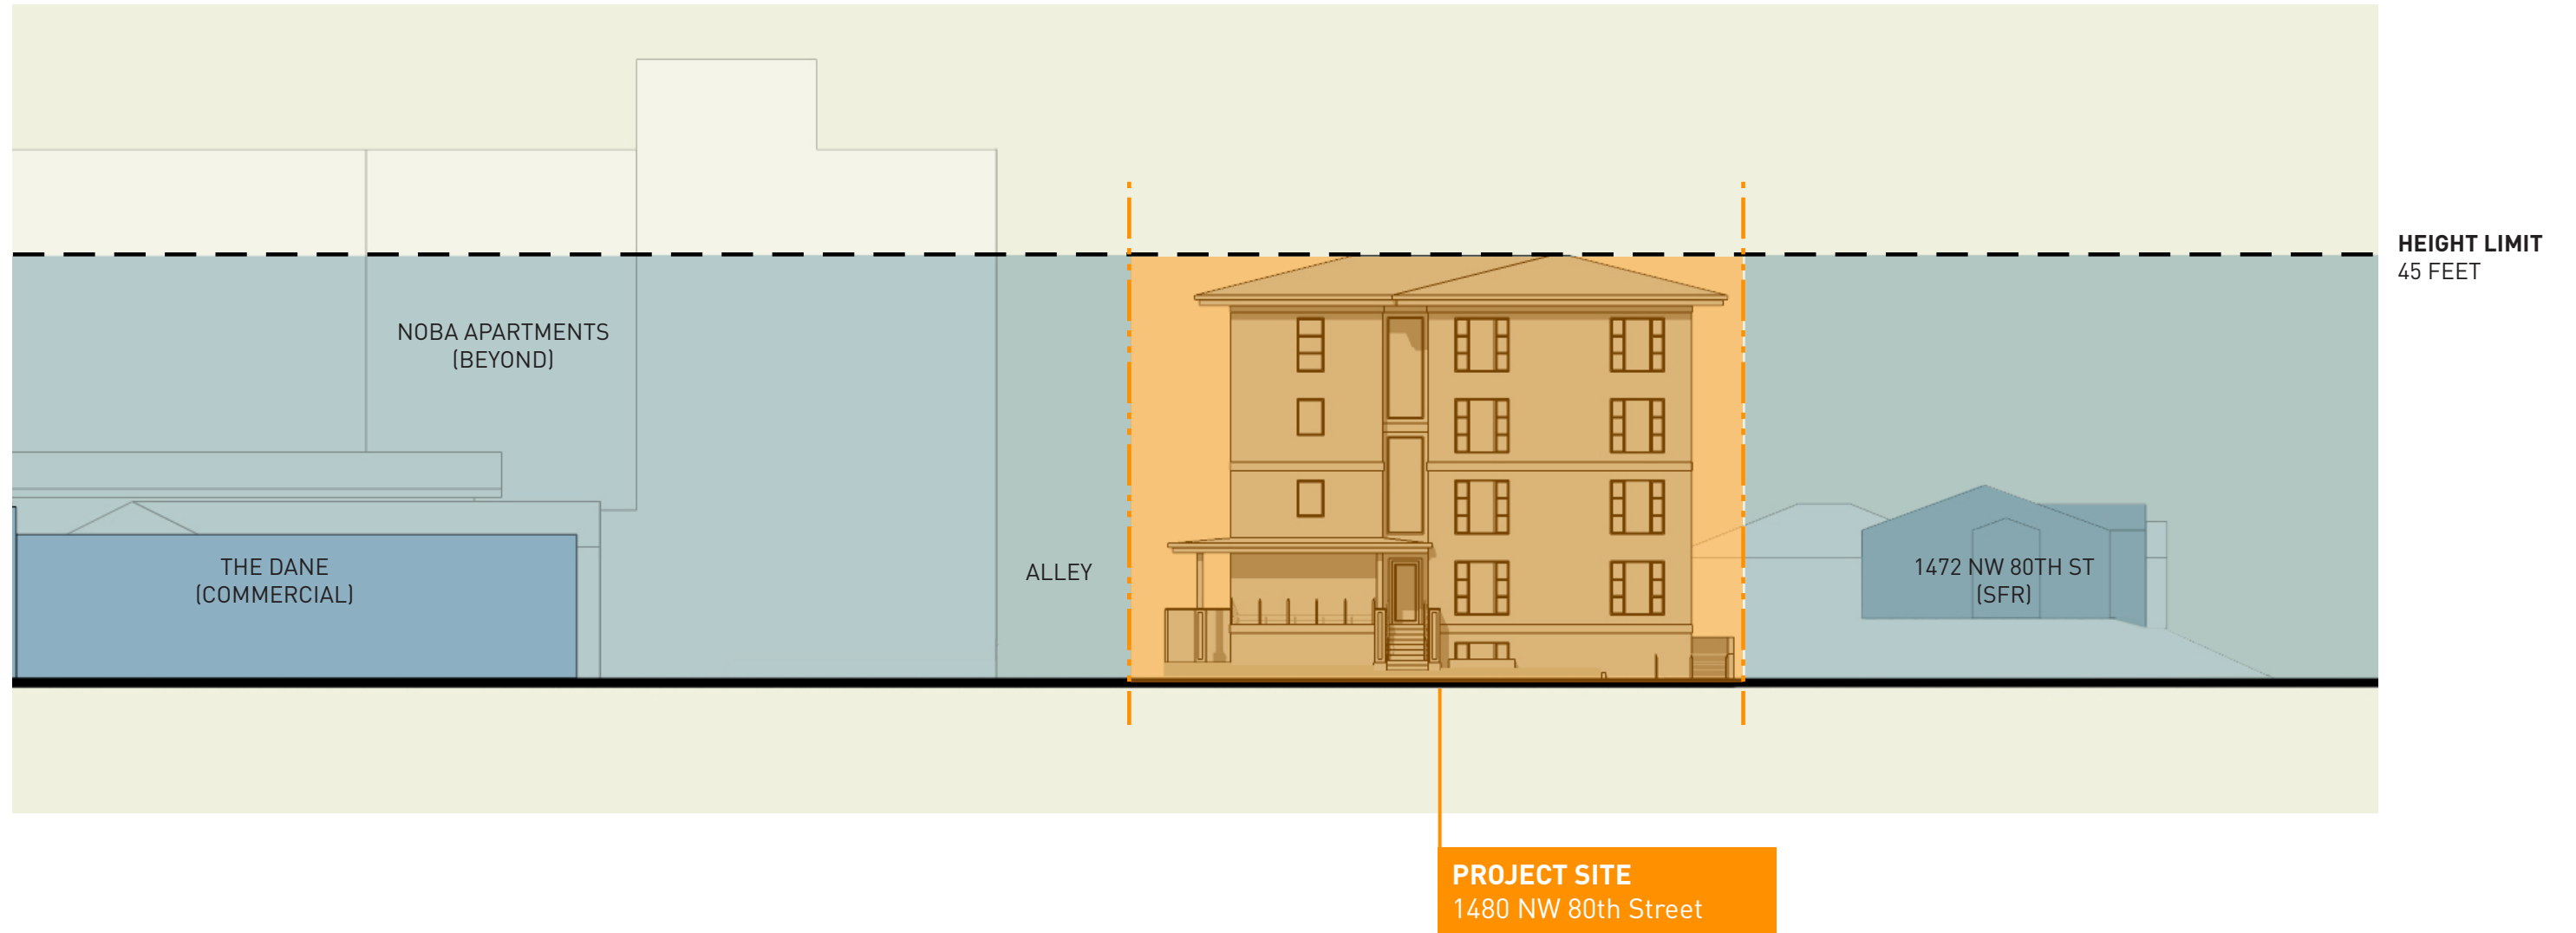 HEIGHT LIMIT
45 FEET
NOBA APARTMENTS
(BEYOND)
THE DANE
(COMMERCIAL)
ALLEY
1472 NW 80TH ST
(SFR)
PROJECT SITE
1480 NW 80th Street